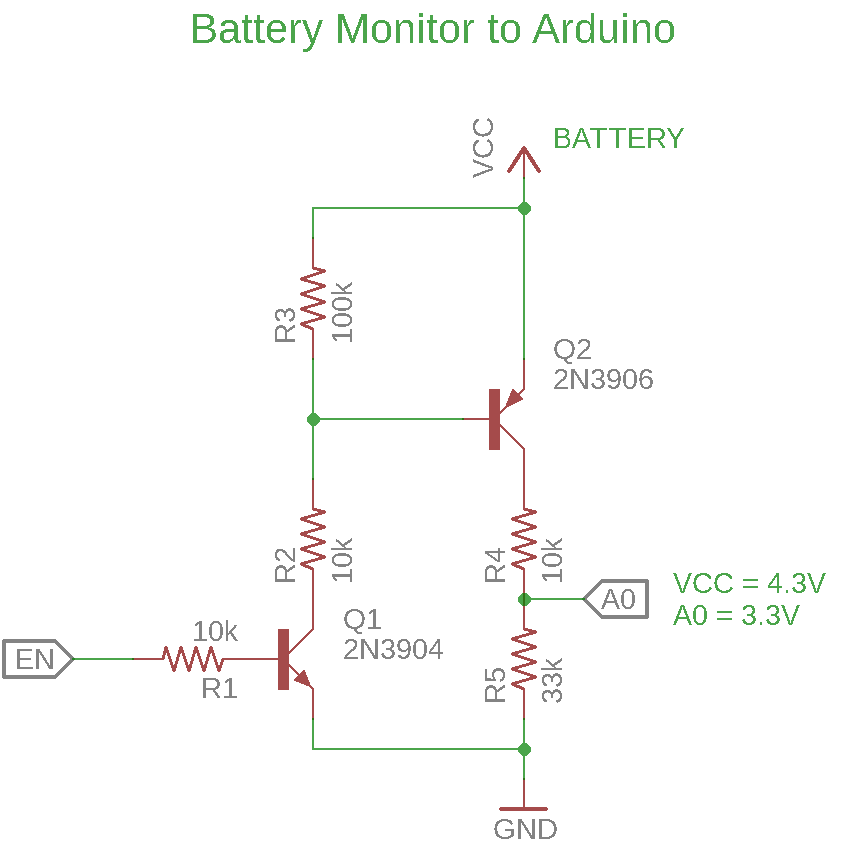 Battery Monitor to Arduino
VCC
BATTERY
R3
100k
Q2
2N3906
R2
10k
R4
10k
A0
VCC = 4.3V
A0 = 3.3V
10k
Q1
2N3904
EN
R1
R5
33k
GND